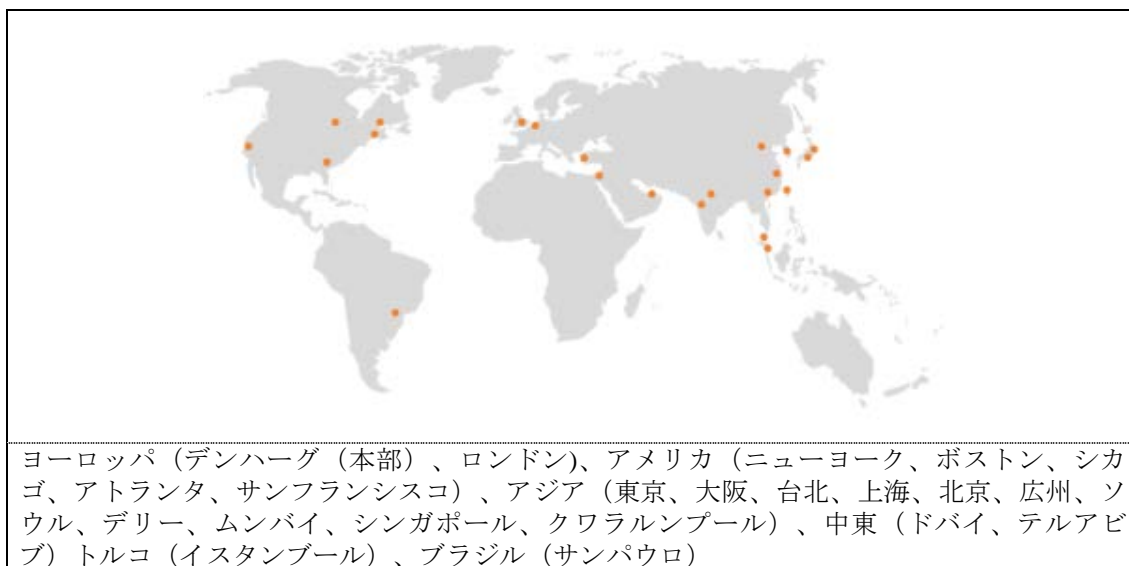 ヨーロッパ（デンハーグ（本部）、ロンドン)、アメリカ（ニューヨーク、ボストン、シカ
ゴ、アトランタ、サンフランシスコ）、アジア（東京、大阪、台北、上海、北京、広州、ソ
ウル、デリー、ムンバイ、シンガポール、クワラルンプール）、中東（ドバイ、テルアビ
ブ）トルコ（イスタンブール）、ブラジル（サンパウロ）